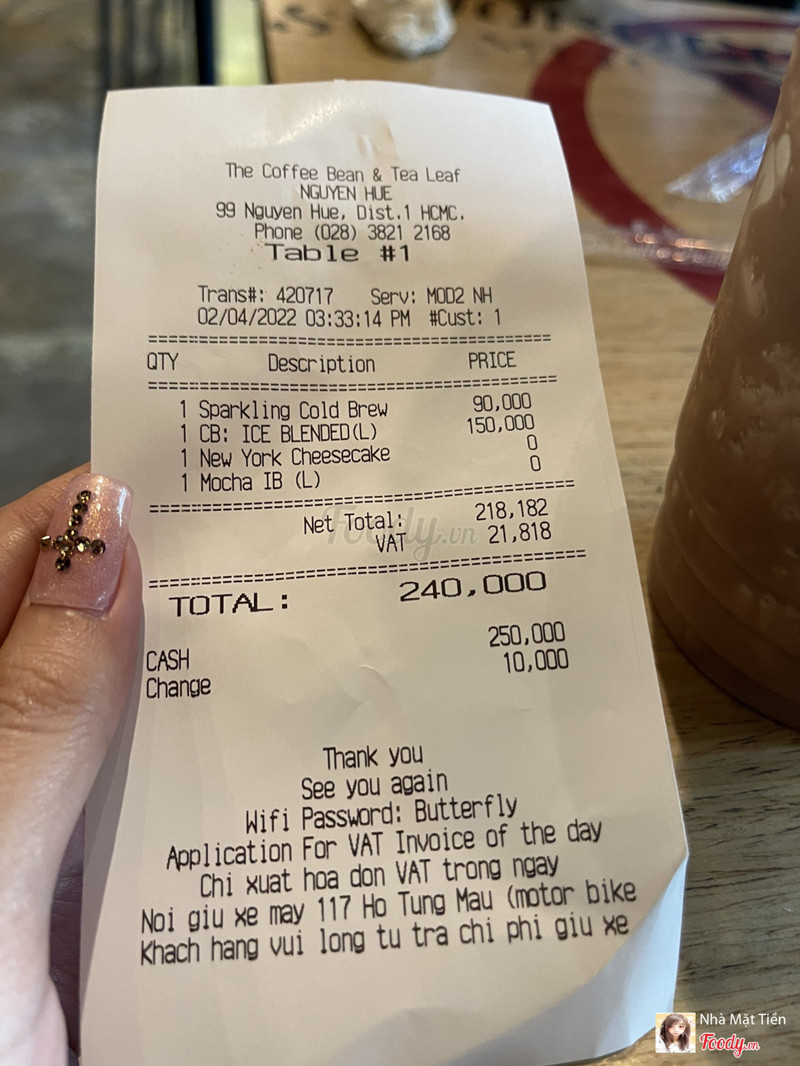 The Coffee Bean & Tea Leaf
NGUYEN HUE
99 Nguyen Hue, Dist.1 HCMC.
Phone (028) 3821 2168
Table #1
Trans#: 420717 Serv: MOD2 NH
02/04/2022 03:33:14 PM #Cust: 1
QTY Description PRICE
1 Sparkling Cold Brew 90,000
1 CB: ICE BLENDED(L) 150,000
1 New York Cheesecake 0
1 Mocha IB (L) 0
Net Total: 218,182
VAT 21,818
TOTAL: 240,000
CASH 250,000
Change 10,000
Thank you
See you again
Wifi Password: Butterfly
Application For VAT Invoice of the day
Chi xuat hoa don VAT trong ngay
Noi giu xe may 117 Ho Tung Mau (motor bike
Khach hang vui long tu tra chi phi giu xe
Foody.vn
Nhà Mặt Tiền
Foody.vn